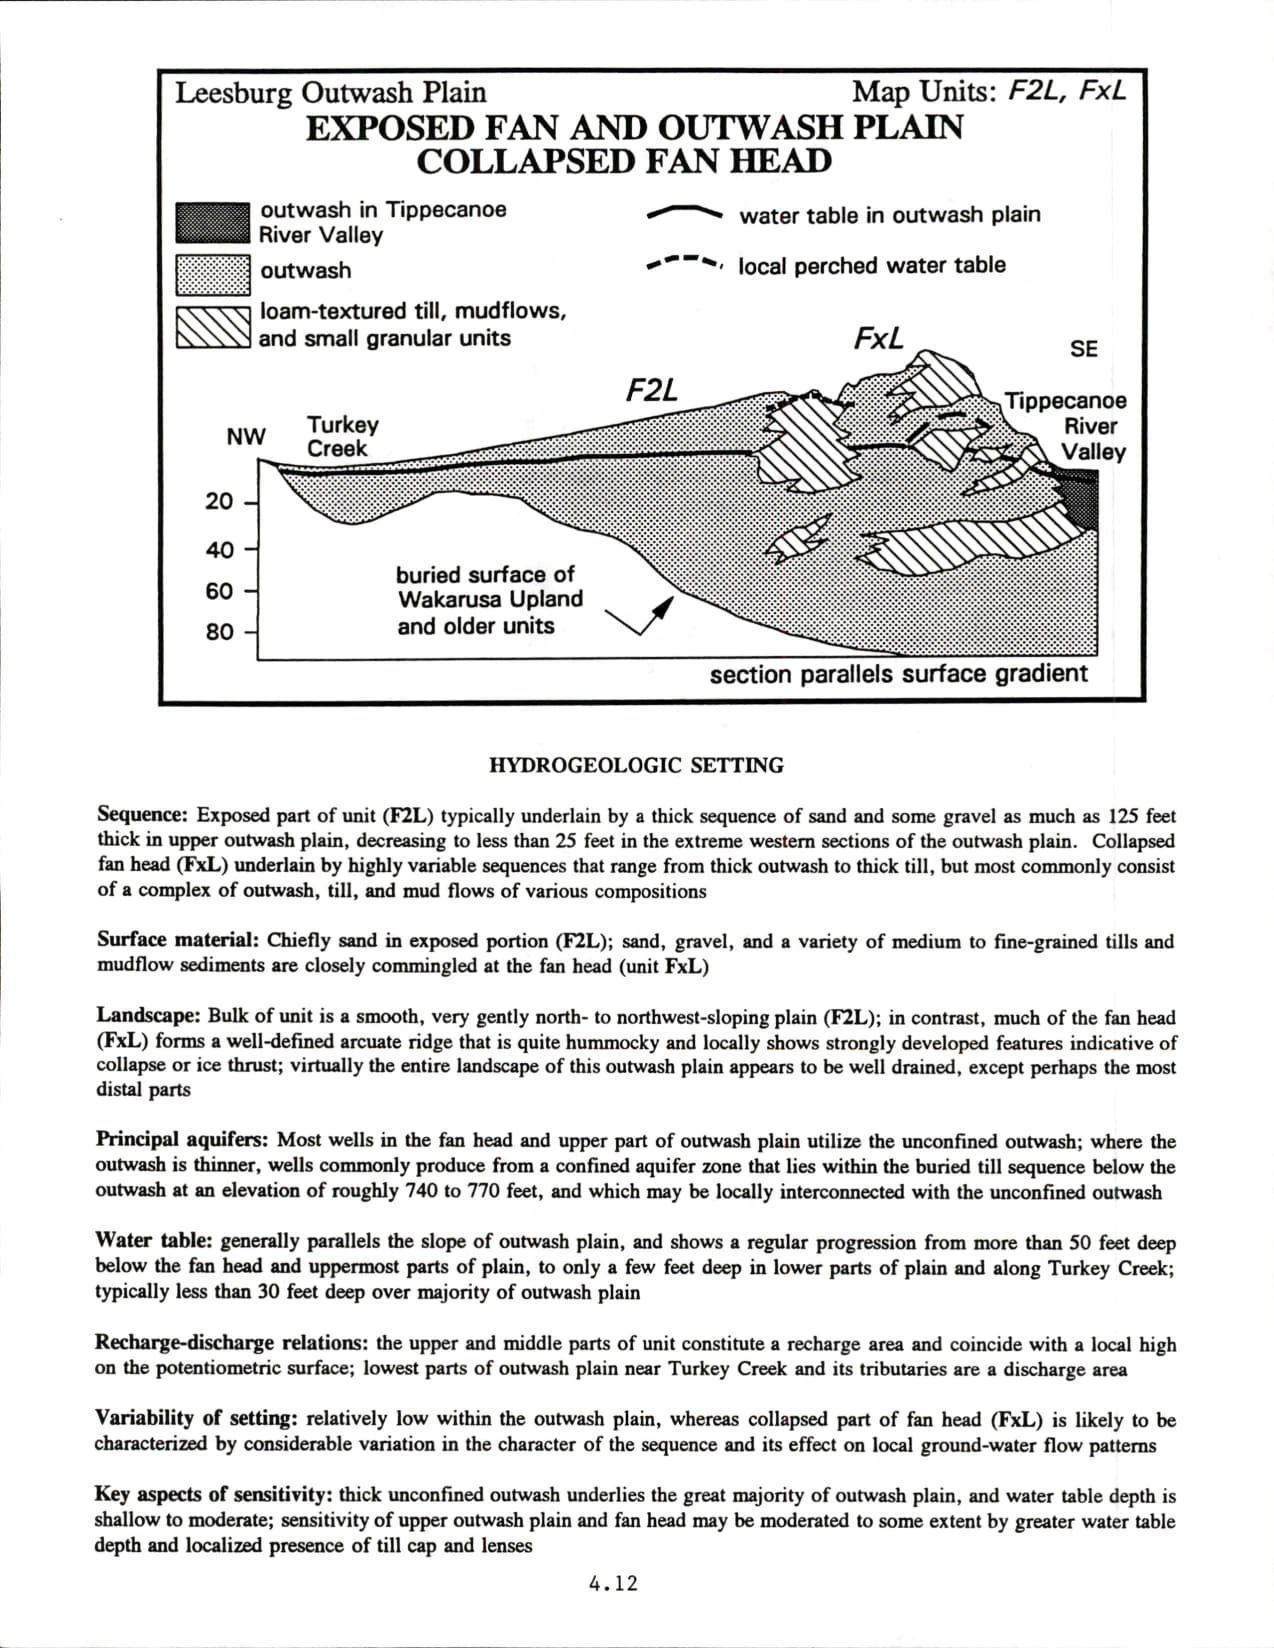 Leesburg Outwash Plain
Map Units: F2L, FxL
EXPOSED FAN AND OUTWASH PLAIN
COLLAPSED FAN HEAD
outwash in Tippecanoe
River Valley
outwash
loam-textured till, mudflows,
and small granular units
water table in outwash plain
local perched water table
FxL
SE
F2L
Tippecanoe
River
Valley
NW
Turkey
Creek
20
40
60
80
buried surface of
Wakarusa Upland
and older units
section parallels surface gradient
HYDROGEOLOGIC SETTING
Sequence: Exposed part of unit (F2L) typically underlain by a thick sequence of sand and some gravel as much as 125 feet
thick in upper outwash plain, decreasing to less than 25 feet in the extreme western sections of the outwash plain. Collapsed
fan head (FxL) underlain by highly variable sequences that range from thick outwash to thick till, but most commonly consist
of a complex of outwash, till, and mud flows of various compositions
Surface material: Chiefly sand in exposed portion (F2L); sand, gravel, and a variety of medium to fine-grained tills and
mudflow sediments are closely commingled at the fan head (unit FxL)
Landscape: Bulk of unit is a smooth, very gently north- to northwest-sloping plain (F2L); in contrast, much of the fan head
(FxL) forms a well-defined arcuate ridge that is quite hummocky and locally shows strongly developed features indicative of
collapse or ice thrust; virtually the entire landscape of this outwash plain appears to be well drained, except perhaps the most
distal parts
Principal aquifers: Most wells in the fan head and upper part of outwash plain utilize the unconfined outwash; where the
outwash is thinner, wells commonly produce from a confined aquifer zone that lies within the buried till sequence below the
outwash at an elevation of roughly 740 to 770 feet, and which may be locally interconnected with the unconfined outwash
Water table: generally parallels the slope of outwash plain, and shows a regular progression from more than 50 feet deep
below the fan head and uppermost parts of plain, to only a few feet deep in lower parts of plain and along Turkey Creek;
typically less than 30 feet deep over majority of outwash plain
Recharge-discharge relations: the upper and middle parts of unit constitute a recharge area and coincide with a local high
on the potentiometric surface; lowest parts of outwash plain near Turkey Creek and its tributaries are a discharge area
Variability of setting: relatively low within the outwash plain, whereas collapsed part of fan head (FxL) is likely to be
characterized by considerable variation in the character of the sequence and its effect on local ground-water flow patterns
Key aspects of sensitivity: thick unconfined outwash underlies the great majority of outwash plain, and water table depth is
shallow to moderate; sensitivity of upper outwash plain and fan head may be moderated to some extent by greater water table
depth and localized presence of till cap and lenses
4.12